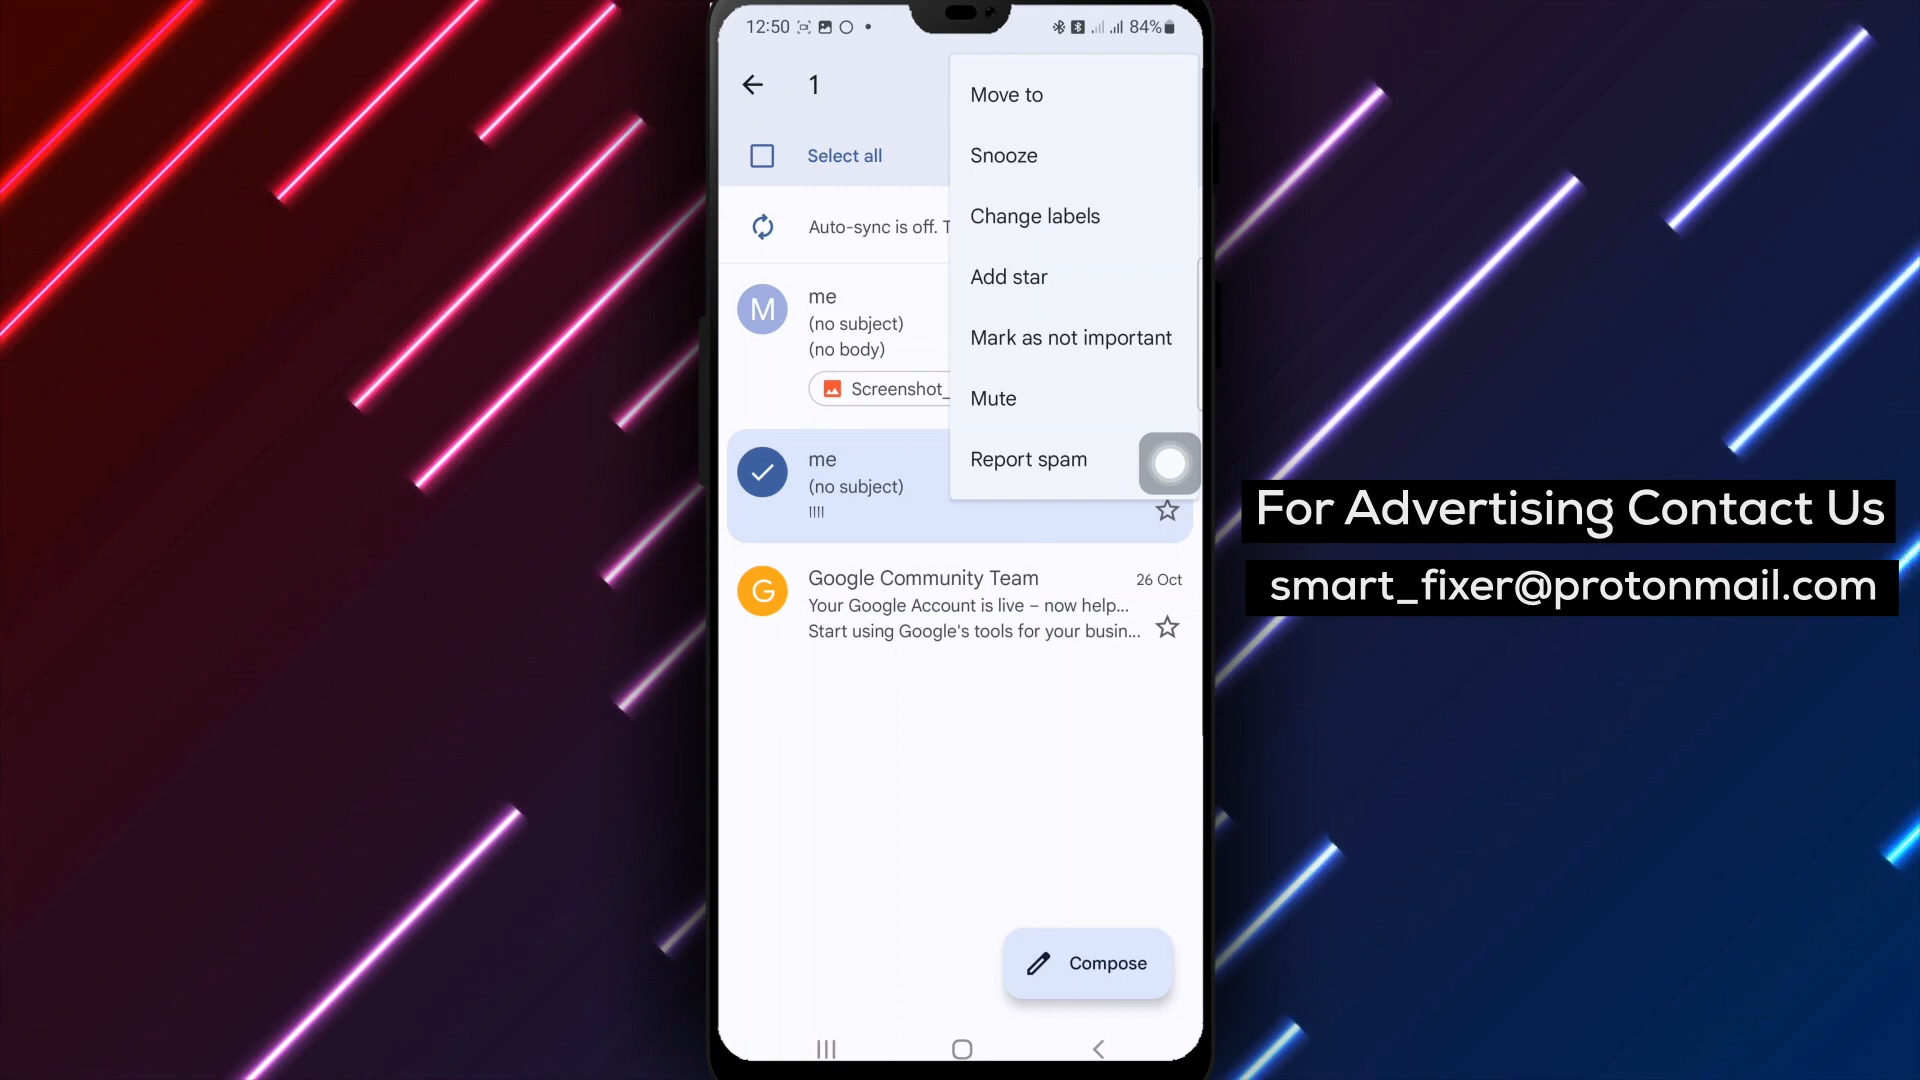 12:50
84%
1
Move to
Select all
Snooze
Auto-sync is off. T
Change labels
Add star
Mark as not important
Mute
Report spam
M
me
(no subject)
(no body)
Screenshot_
me
(no subject)
!!!!
G
Google Community Team
26 Oct
Your Google Account is live – now help...
Start using Google's tools for your busin...
Compose
For Advertising Contact Us
smart_fixer@protonmail.com